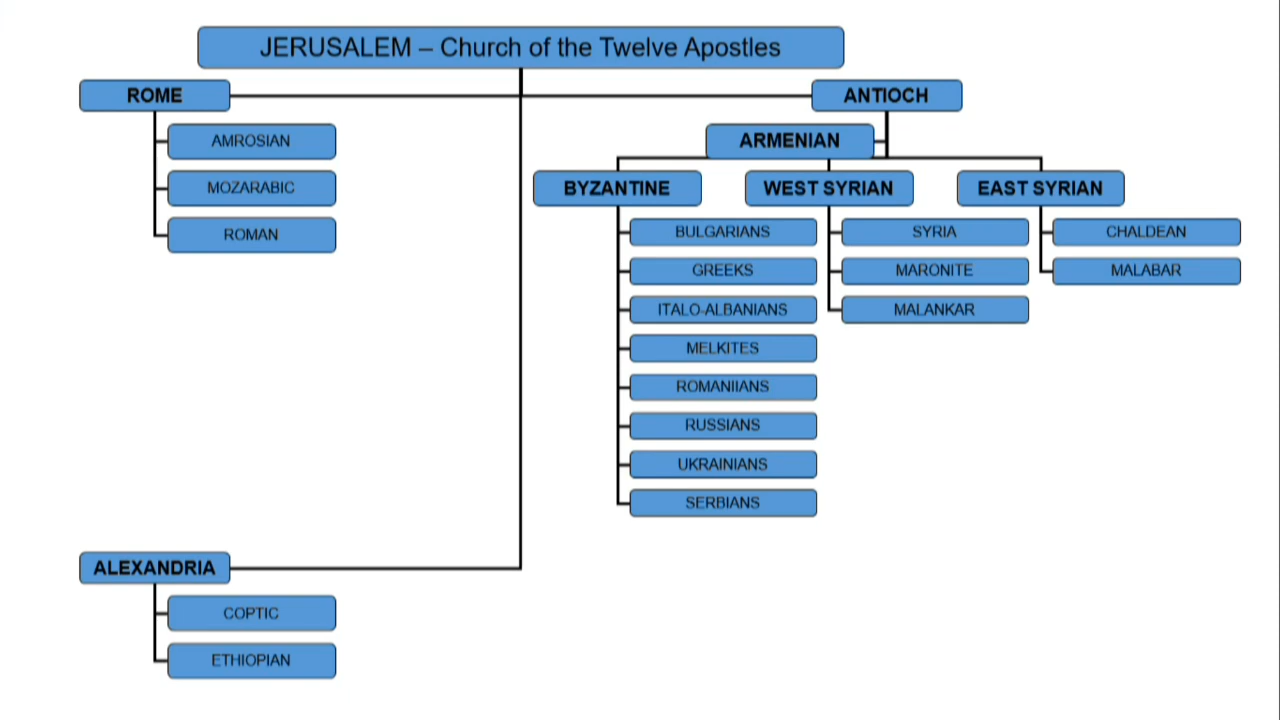 JERUSALEM – Church of the Twelve Apostles
ROME
AMROSIAN
MOZARABIC
ROMAN
ANTIOCH
ARMENIAN
BYZANTINE
BULGARIANS
GREEKS
ITALO-ALBANIANS
MELKITES
ROMANIIANS
RUSSIANS
UKRAINIANS
SERBIANS
WEST SYRIAN
SYRIA
MARONITE
MALANKAR
EAST SYRIAN
CHALDEAN
MALABAR
ALEXANDRIA
COPTIC
ETHIOPIAN